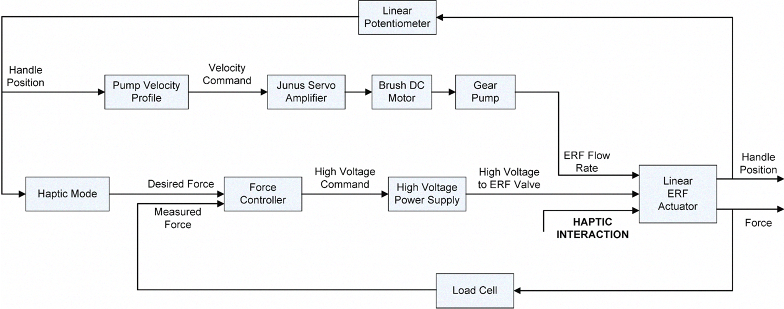 Linear
Potentiometer
Handle
Position
Pump Velocity
Profile
Velocity
Command
Junus Servo
Amplifier
Brush DC
Motor
Gear
Pump
ERF Flow
Rate
Haptic Mode
Desired Force
Measured
Force
Force
Controller
High Voltage
Command
High Voltage
Power Supply
High Voltage
to ERF Valve
HAPTIC
INTERACTION
Linear
ERF
Actuator
Handle
Position
Force
Load Cell